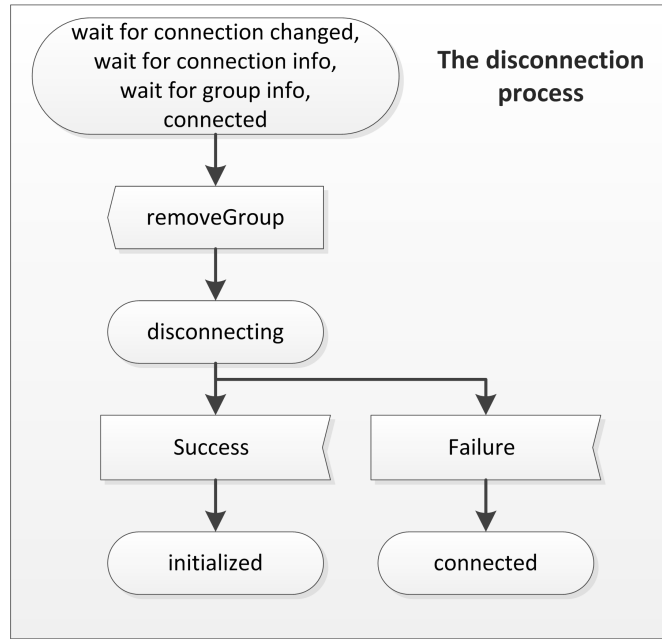 wait for connection changed,
wait for connection info,
wait for group info,
connected
The disconnection
process
removeGroup
disconnecting
Success
Failure
initialized
connected